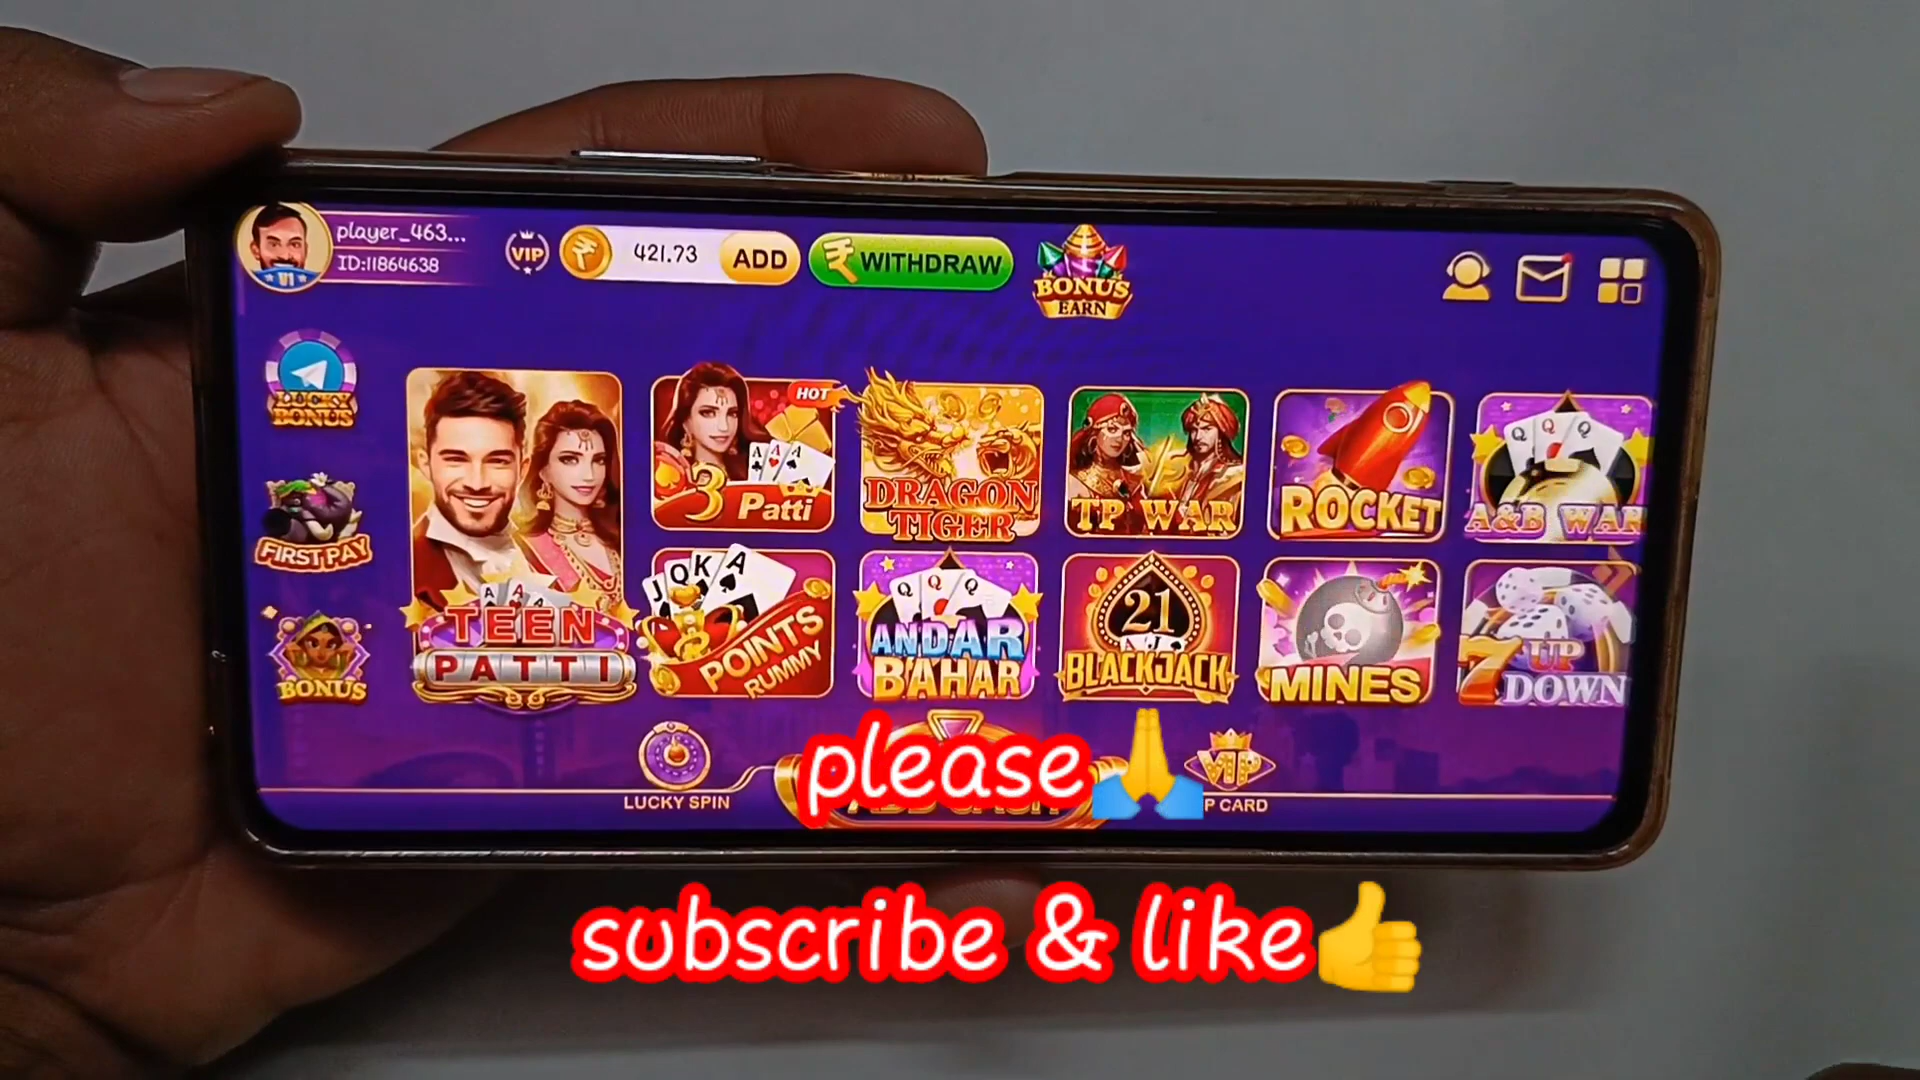 player_463...
ID:11864638
V1
VIP
421.73
ADD
WITHDRAW
BONUS
EARN
LUCKY
BONUS
FIRST PAY
BONUS
TEEN
PATTI
HOT
3 Patti
DRAGON
TIGER
TP WAR
ROCKET
A&B WAR
J Q K A
POINTS
RUMMY
Q Q Q
ANDAR
BAHAR
21
BLACKJACK
MINES
7 UP
DOWN
LUCKY SPIN
VIP
P CARD
please🙏
subscribe & like👍